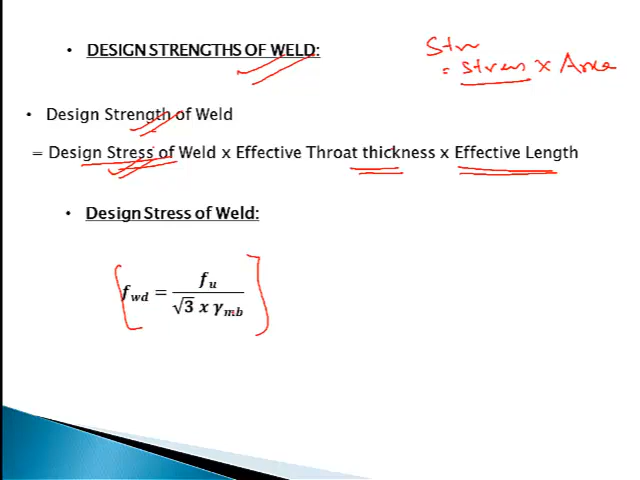 • DESIGN STRENGTHS OF WELD:
Str
= stress x Area
• Design Strength of Weld
= Design Stress of Weld x Effective Throat thickness x Effective Length
• Design Stress of Weld:
f_wd = f_u / √3 x γ_mb